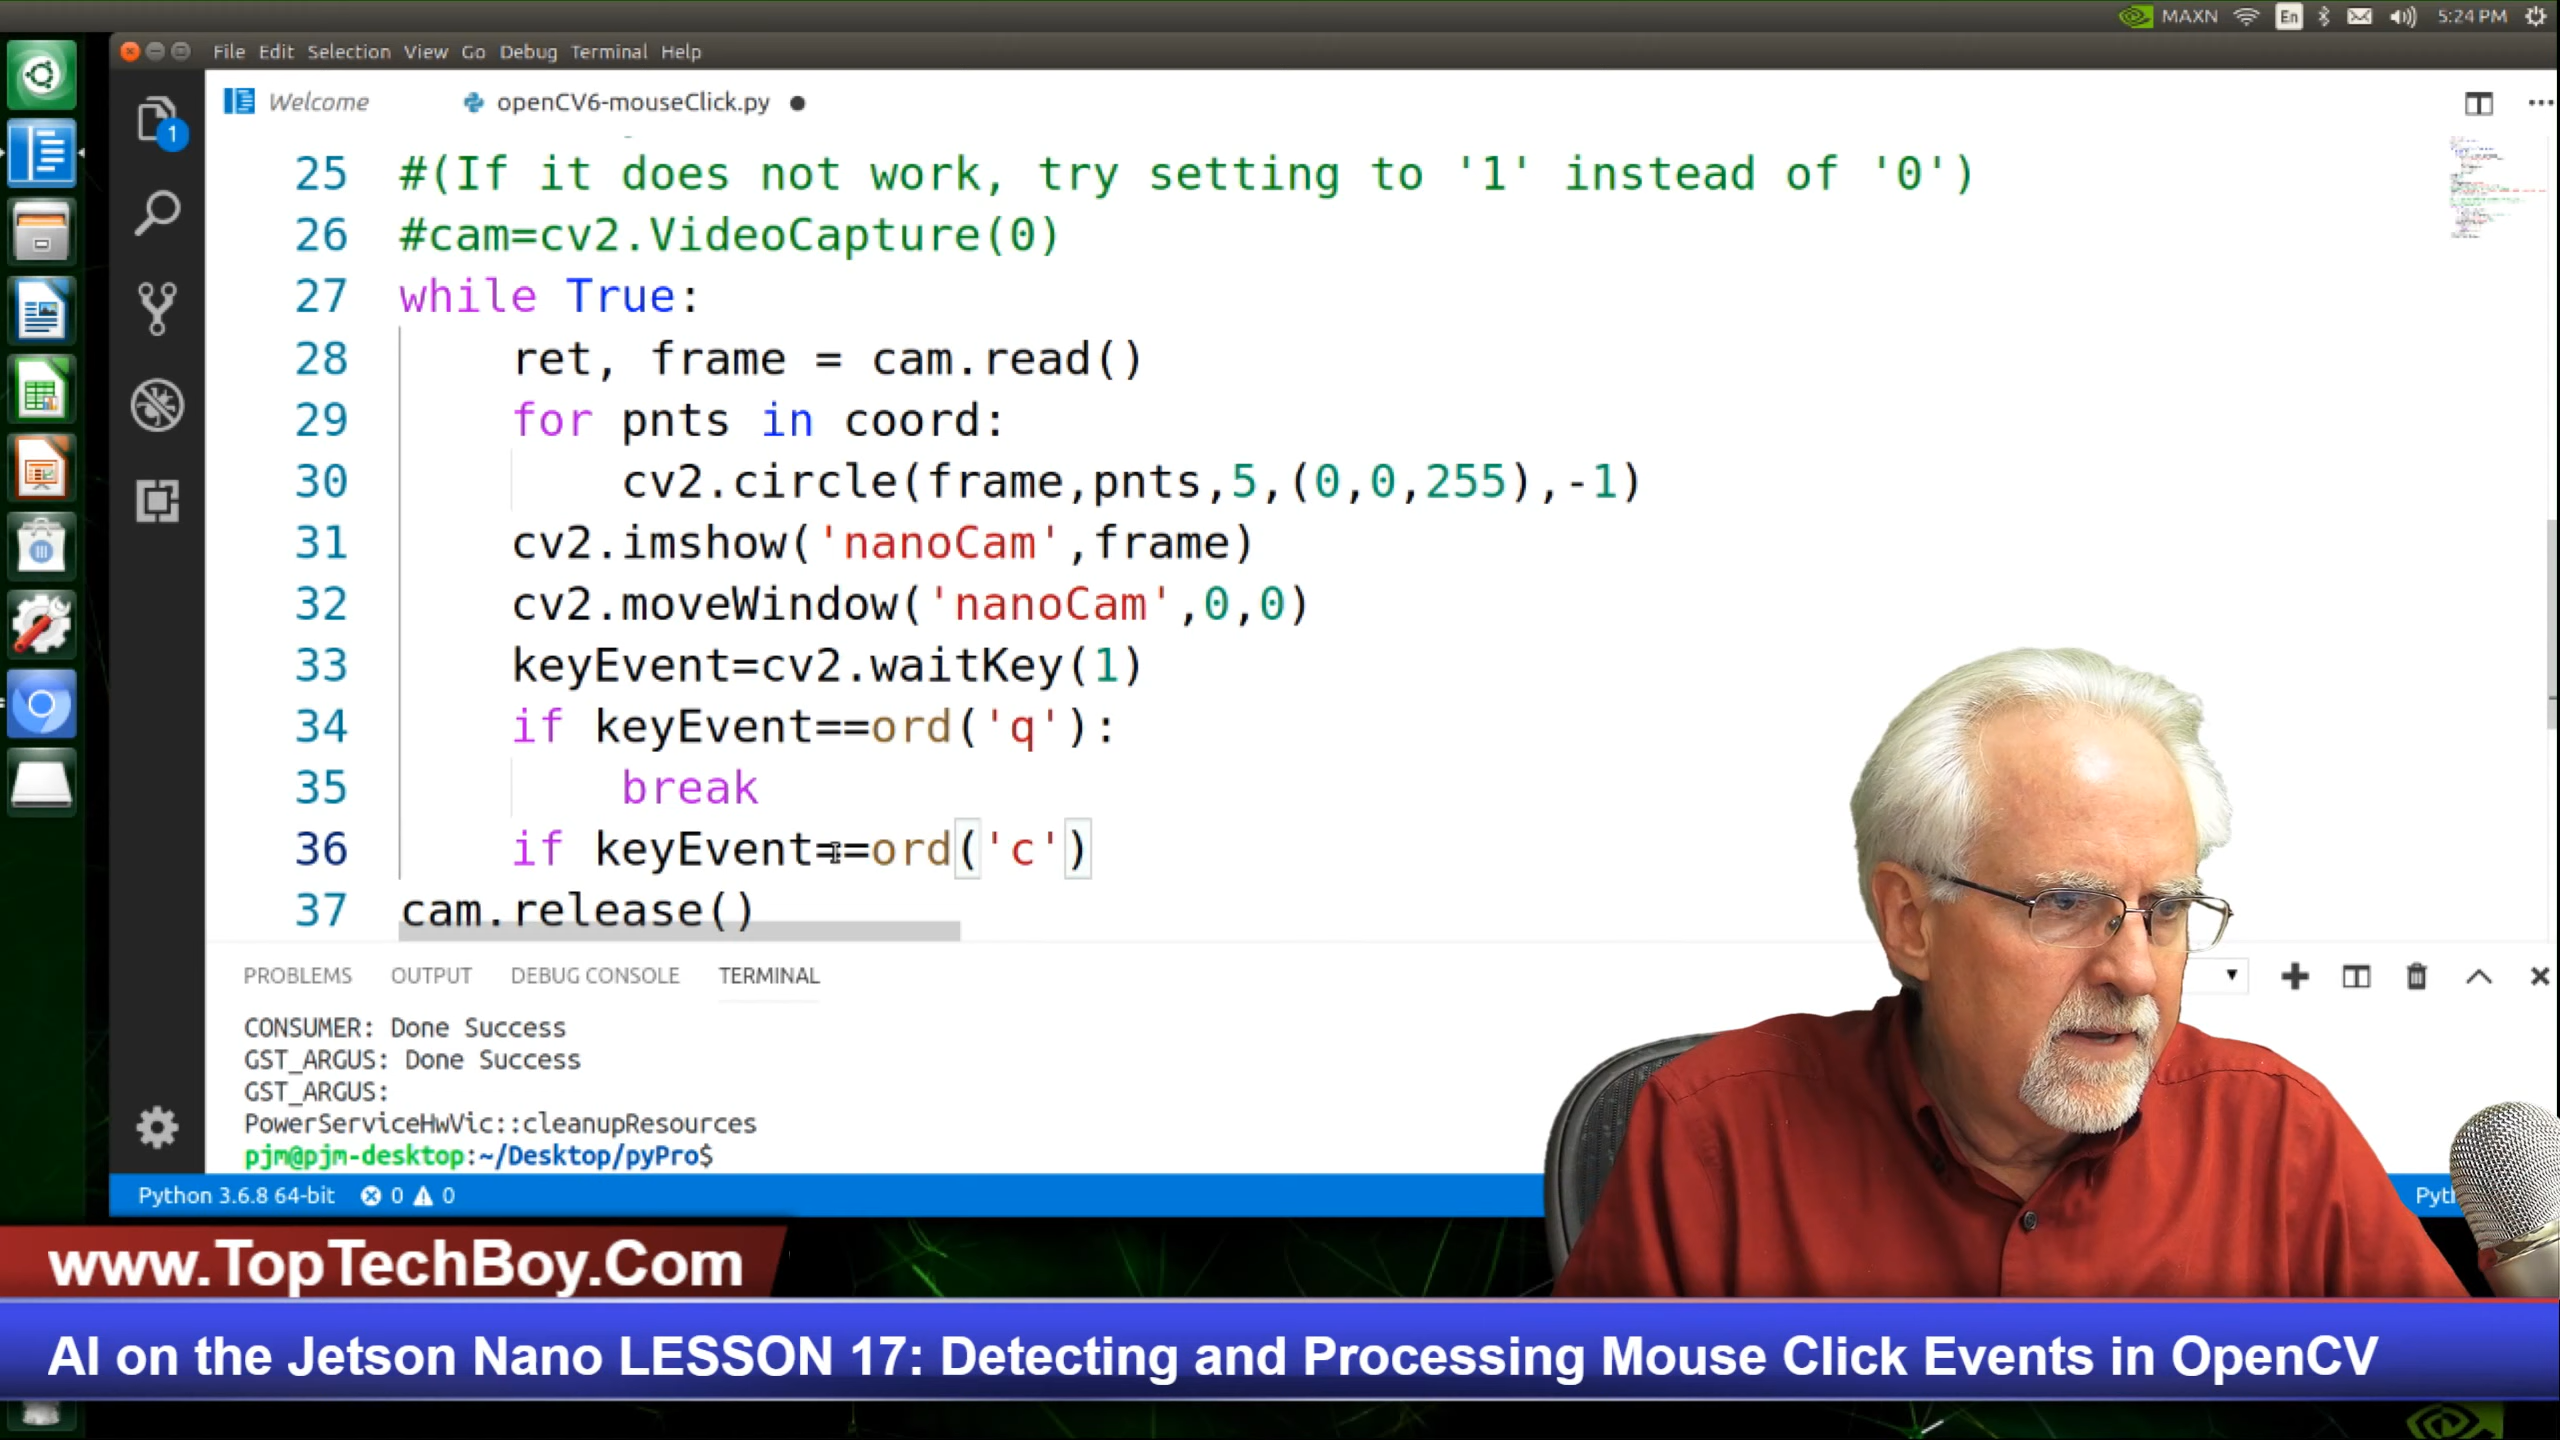 MAXN En 5:24 PM
File Edit Selection View Go Debug Terminal Help
Welcome openCV6-mouseClick.py
1
25 #(If it does not work, try setting to '1' instead of '0')
26 #cam=cv2.VideoCapture(0)
27 while True:
28 ret, frame = cam.read()
29 for pnts in coord:
30 cv2.circle(frame,pnts,5,(0,0,255),-1)
31 cv2.imshow('nanoCam',frame)
32 cv2.moveWindow('nanoCam',0,0)
33 keyEvent=cv2.waitKey(1)
34 if keyEvent==ord('q'):
35 break
36 if keyEvent==ord('c')
37 cam.release()
PROBLEMS OUTPUT DEBUG CONSOLE TERMINAL
CONSUMER: Done Success
GST_ARGUS: Done Success
GST_ARGUS:
PowerServiceHwVic::cleanupResources
pjm@pjm-desktop:~/Desktop/pyPro$
Python 3.6.8 64-bit 0 0
www.TopTechBoy.Com
AI on the Jetson Nano LESSON 17: Detecting and Processing Mouse Click Events in OpenCV